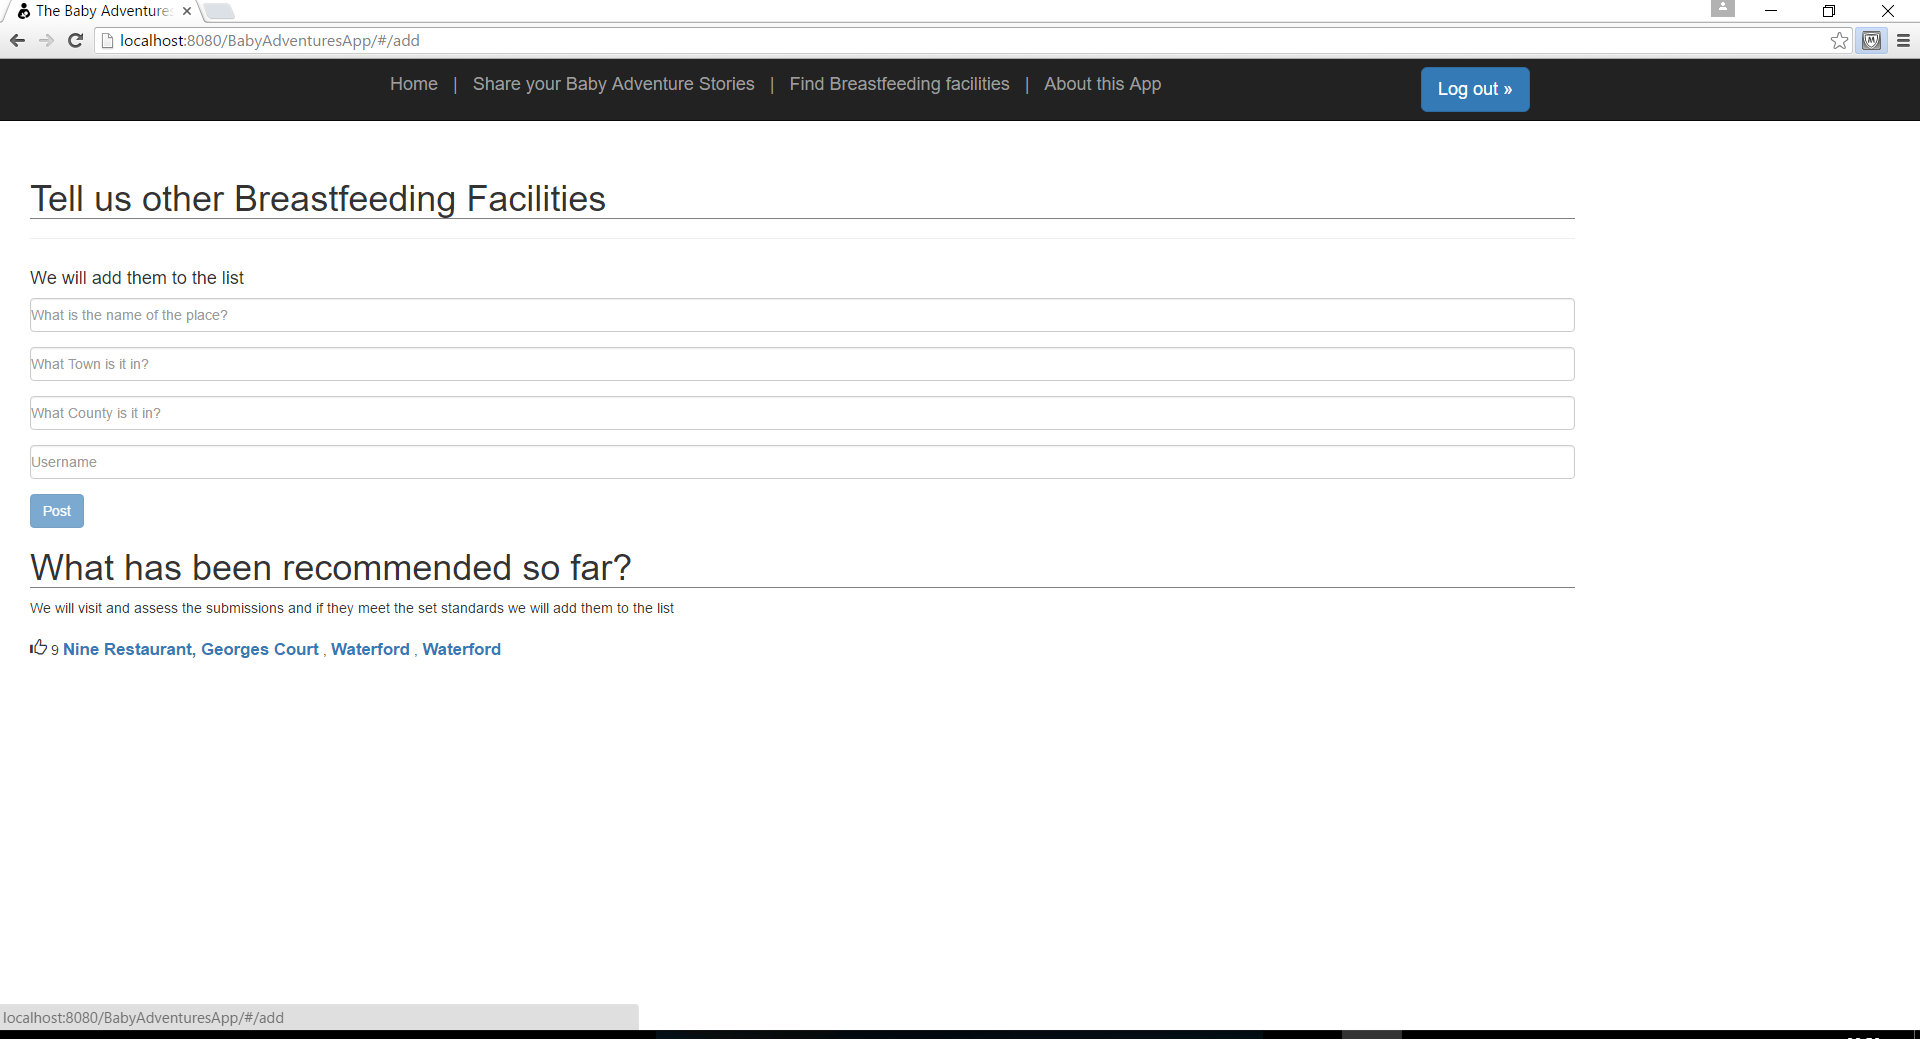 The Baby Adventures
localhost:8080/BabyAdventuresApp/#/add
Home | Share your Baby Adventure Stories | Find Breastfeeding facilities | About this App
Log out »
Tell us other Breastfeeding Facilities
We will add them to the list
What is the name of the place?
What Town is it in?
What County is it in?
Username
Post
What has been recommended so far?
We will visit and assess the submissions and if they meet the set standards we will add them to the list
9 Nine Restaurant, Georges Court , Waterford , Waterford
localhost:8080/BabyAdventuresApp/#/add